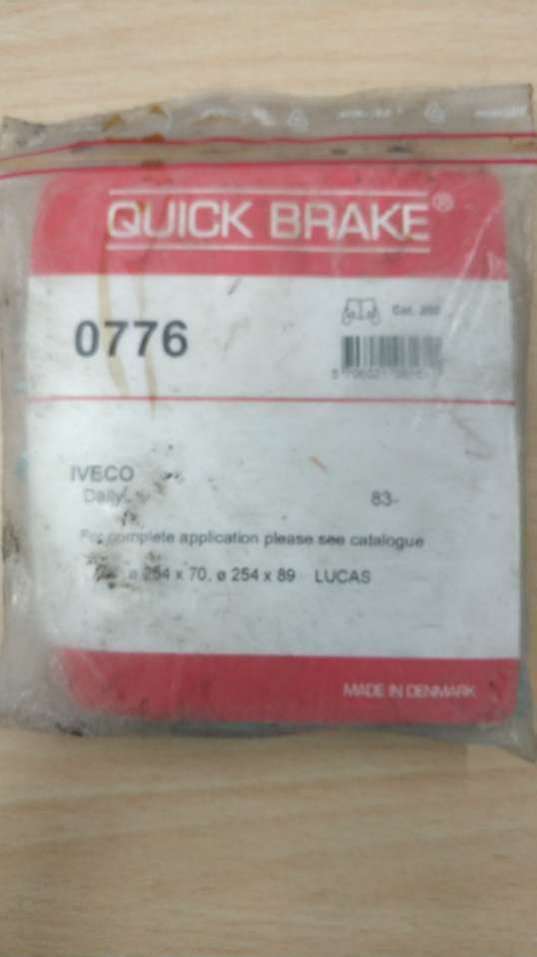 QUICK BRAKE®
0776
IVECO
Daily
83-
For complete application please see catalogue
ø 254 x 70, ø 254 x 89 LUCAS
MADE IN DENMARK